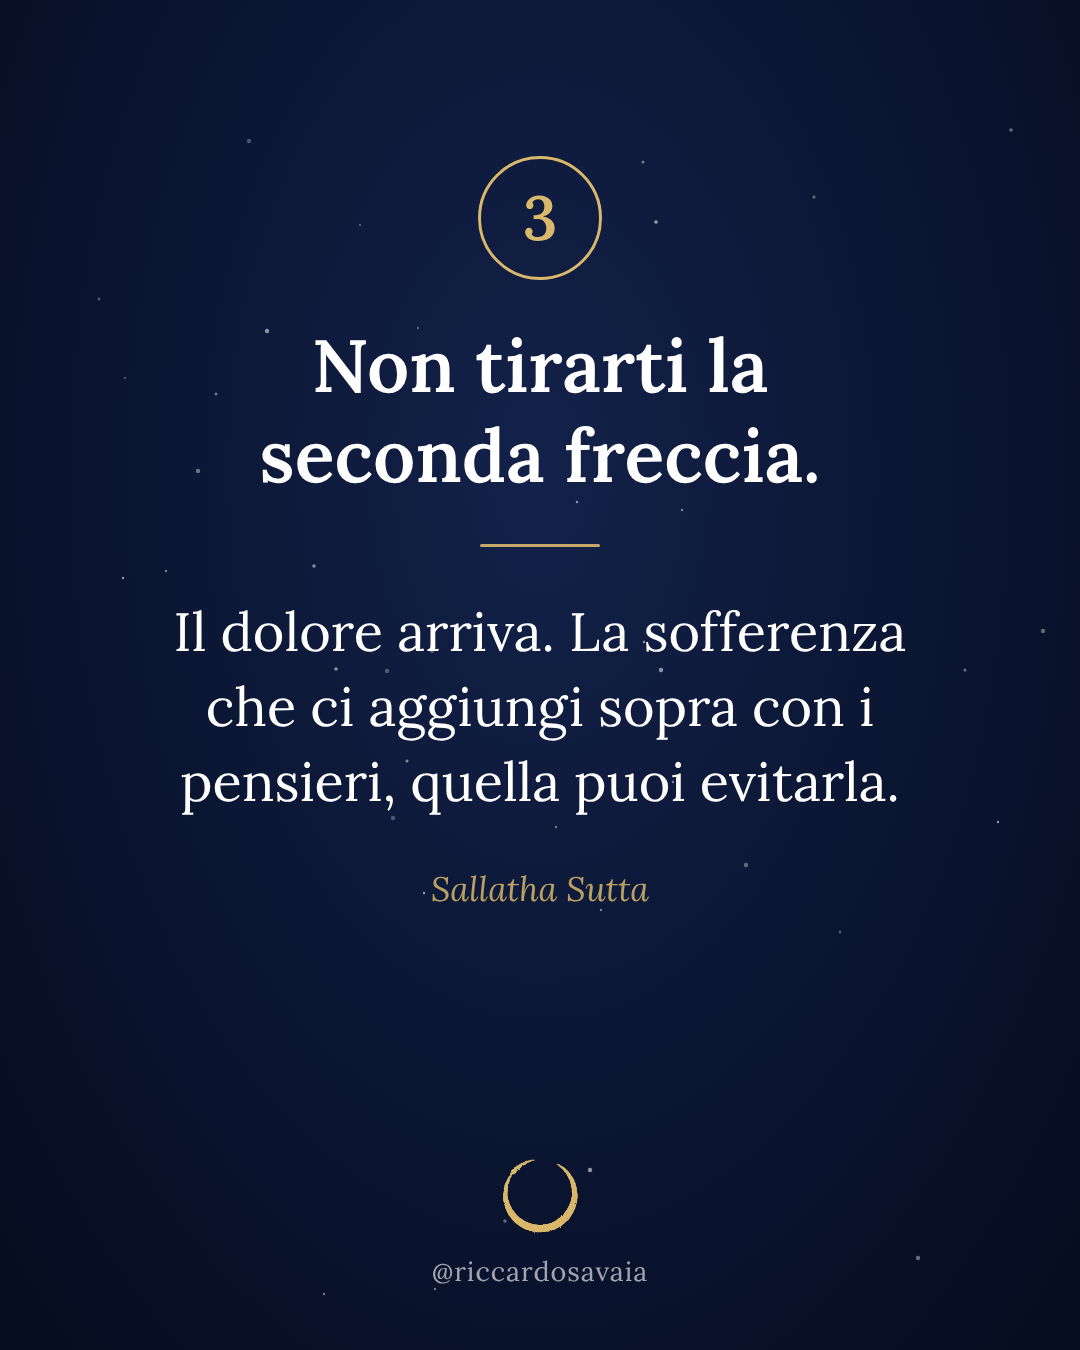 3
Non tirarti la
seconda freccia.
Il dolore arriva. La sofferenza
che ci aggiungi sopra con i
pensieri, quella puoi evitarla.
Sallatha Sutta
@riccardosavaia